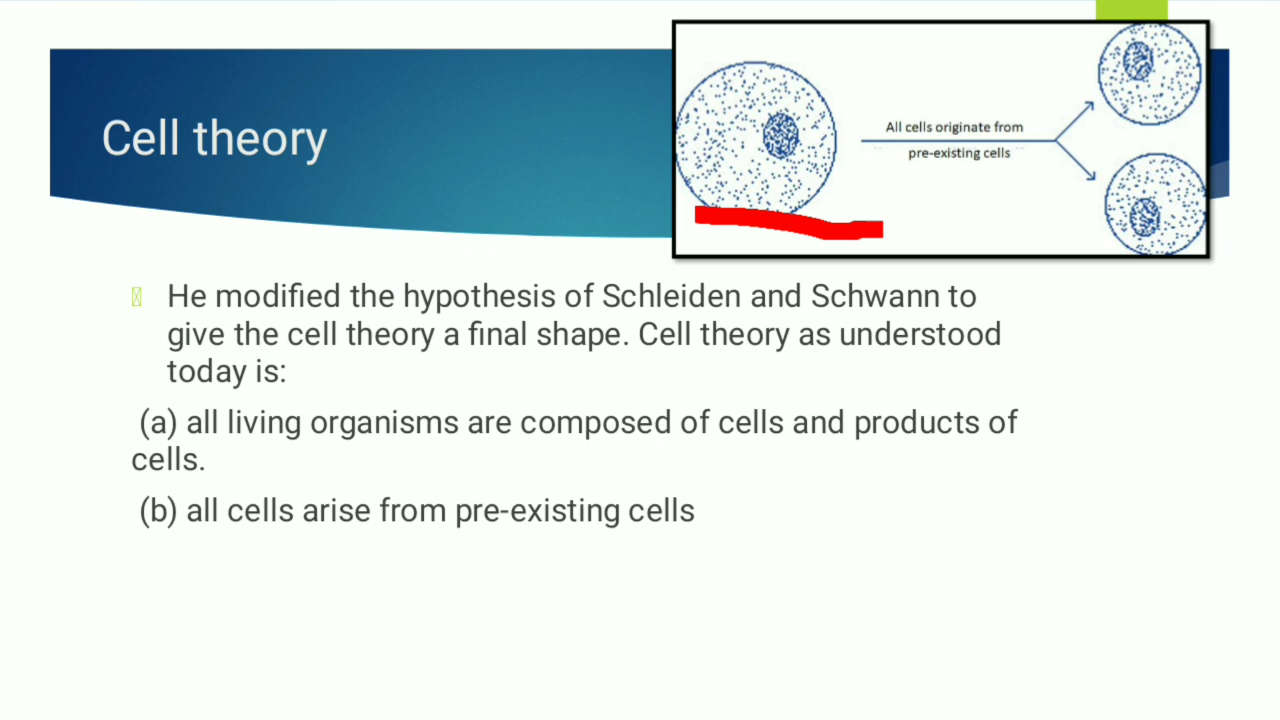 Cell theory
All cells originate from
pre-existing cells
He modified the hypothesis of Schleiden and Schwann to
give the cell theory a final shape. Cell theory as understood
today is:
(a) all living organisms are composed of cells and products of
cells.
(b) all cells arise from pre-existing cells